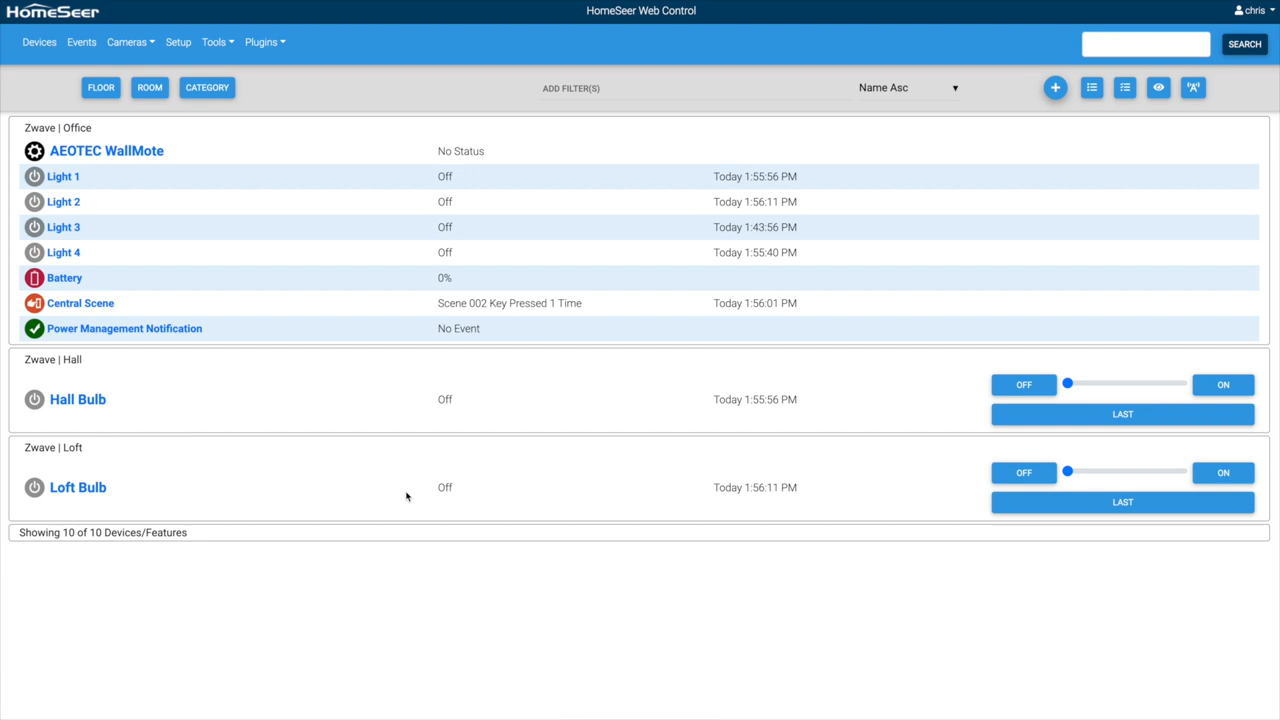 HomeSeer
HomeSeer Web Control
chris
Devices Events Cameras Setup Tools Plugins
SEARCH
FLOOR ROOM CATEGORY
ADD FILTER(S)
Name Asc
Zwave | Office
AEOTEC WallMote No Status
Light 1 Off Today 1:55:56 PM
Light 2 Off Today 1:56:11 PM
Light 3 Off Today 1:43:56 PM
Light 4 Off Today 1:55:40 PM
Battery 0%
Central Scene Scene 002 Key Pressed 1 Time Today 1:56:01 PM
Power Management Notification No Event
Zwave | Hall
Hall Bulb Off Today 1:55:56 PM
OFF ON
LAST
Zwave | Loft
Loft Bulb Off Today 1:56:11 PM
OFF ON
LAST
Showing 10 of 10 Devices/Features